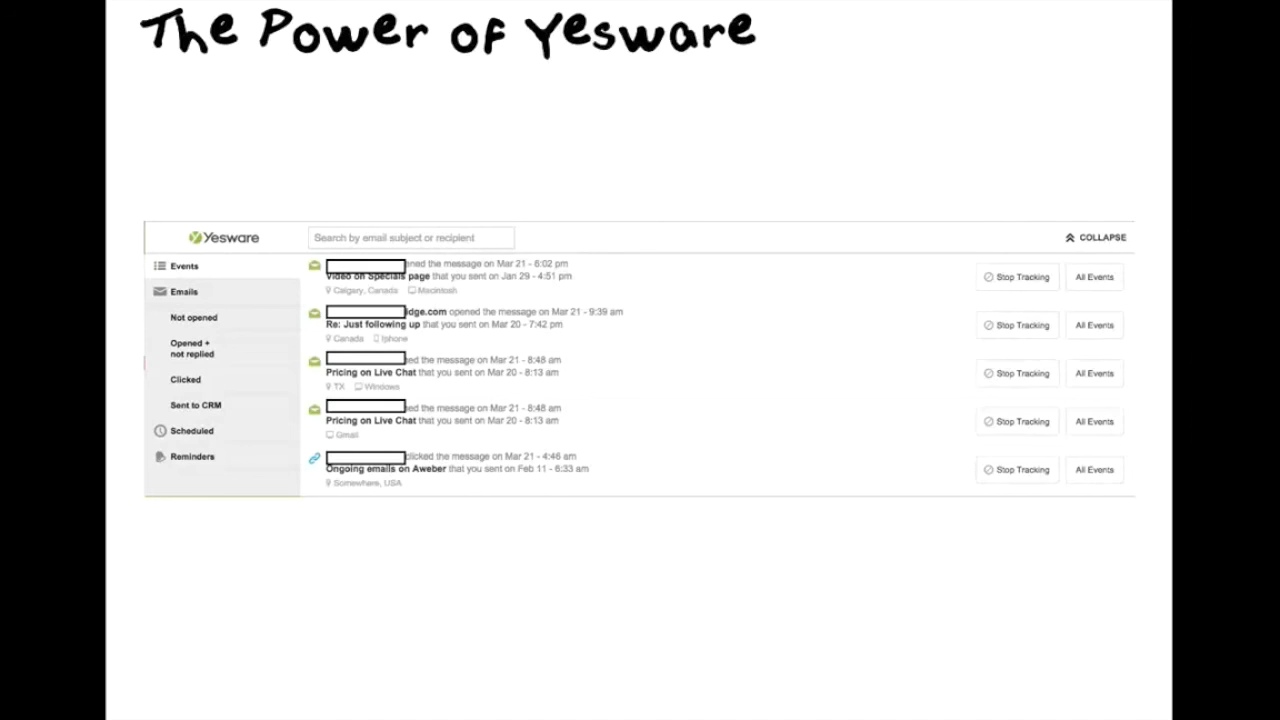 The Power of Yesware
Yesware
Search by email subject or recipient
COLLAPSE
Events
Emails
Not opened
Opened +
not replied
Clicked
Sent to CRM
Scheduled
Reminders
ened the message on Mar 21 - 6:02 pm
Video on Specials page that you sent on Jan 29 - 4:51 pm
Calgary, Canada Macintosh
Stop Tracking All Events
idge.com opened the message on Mar 21 - 9:39 am
Re: Just following up that you sent on Mar 20 - 7:42 pm
Canada Iphone
Stop Tracking All Events
ed the message on Mar 21 - 8:48 am
Pricing on Live Chat that you sent on Mar 20 - 8:13 am
TX Windows
Stop Tracking All Events
ed the message on Mar 21 - 8:48 am
Pricing on Live Chat that you sent on Mar 20 - 8:13 am
Gmail
Stop Tracking All Events
clicked the message on Mar 21 - 4:46 am
Ongoing emails on Aweber that you sent on Feb 11 - 6:33 am
Somewhere, USA
Stop Tracking All Events